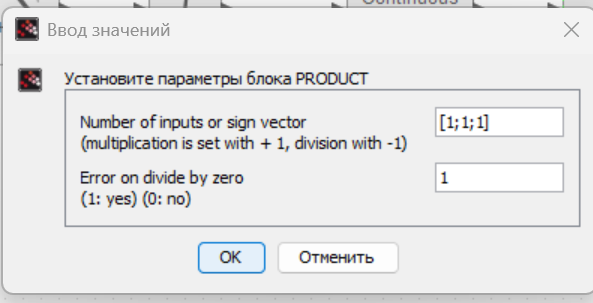 Continuous
Ввод значений
Установите параметры блока PRODUCT
Number of inputs or sign vector
(multiplication is set with + 1, division with -1)
[1;1;1]
Error on divide by zero
(1: yes) (0: no)
1
OK
Отменить